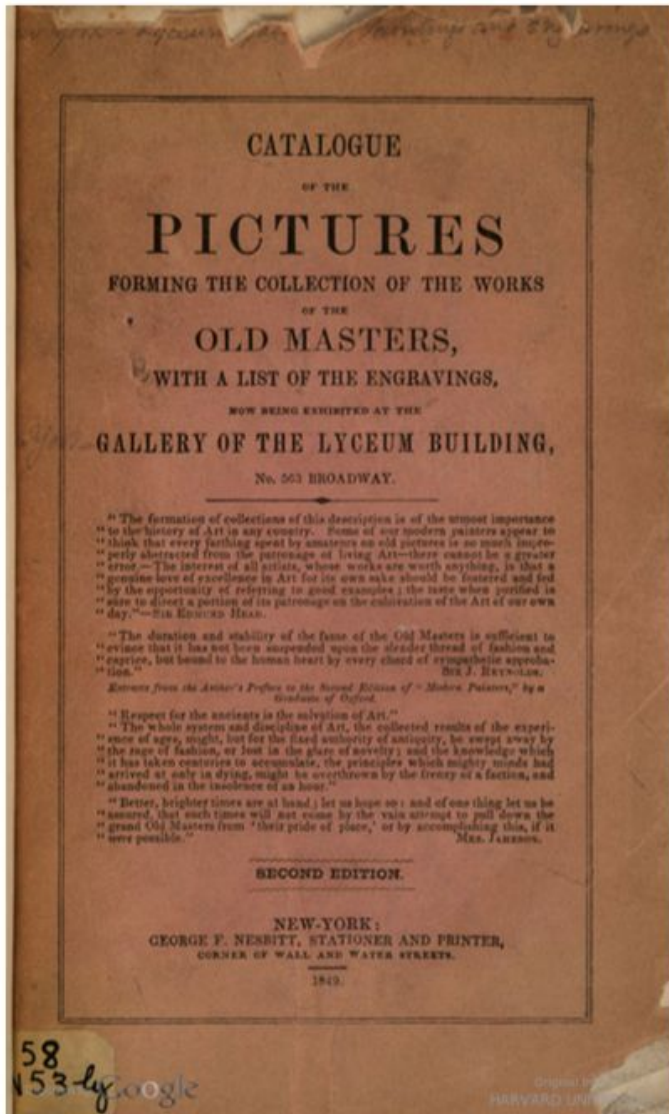 York Lyceum Paintings and Engravings
CATALOGUE
OF THE
PICTURES
FORMING THE COLLECTION OF THE WORKS
OF THE
OLD MASTERS,
WITH A LIST OF THE ENGRAVINGS,
NOW BEING EXHIBITED AT THE
GALLERY OF THE LYCEUM BUILDING,
No. 563 BROADWAY.
"The formation of collections of this description is of the utmost importance
"to the history of Art in any country. Some of our modern painters appear to
"think that every farthing spent by amateurs on old pictures is so much impro-
"perly abstracted from the patronage of living Art—there cannot be a greater
"error.—The interest of all artists, whose works are worth anything, is that a
"genuine love of excellence in Art for its own sake should be fostered and fed
"by the opportunity of referring to good examples; the taste when purified is
"sure to direct a portion of its patronage on the cultivation of the Art of our own
"day."—SIR EDMUND HEAD.
"The duration and stability of the fame of the Old Masters is sufficient to
"evince that it has not been suspended upon the slender thread of fashion and
"caprice, but bound to the human heart by every chord of sympathetic approba-
"tion." SIR J. REYNOLDS.
Extracts from the Author's Preface to the Second Edition of "Modern Painters," by a
Graduate of Oxford.
"Respect for the ancients is the salvation of Art."
"The whole system and discipline of Art, the collected results of the experi-
"ence of ages, might, but for the fixed authority of antiquity, be swept away by
"the rage of fashion, or lost in the glare of novelty; and the knowledge which
"it has taken centuries to accumulate, the principles which mighty minds had
"arrived at only in dying, might be overthrown by the frenzy of a faction, and
"abandoned in the insolence of an hour."
"Better, brighter times are at hand; let us hope so: and of one thing let us be
"assured, that such times will not come by the vain attempt to pull down the
"grand Old Masters from 'their pride of place,' or by accomplishing this, if it
"were possible." MRS. JAMESON.
SECOND EDITION.
NEW-YORK:
GEORGE F. NESBITT, STATIONER AND PRINTER,
CORNER OF WALL AND WATER STREETS.
1849.
58
N53-ly
Google
Original
HARVARD